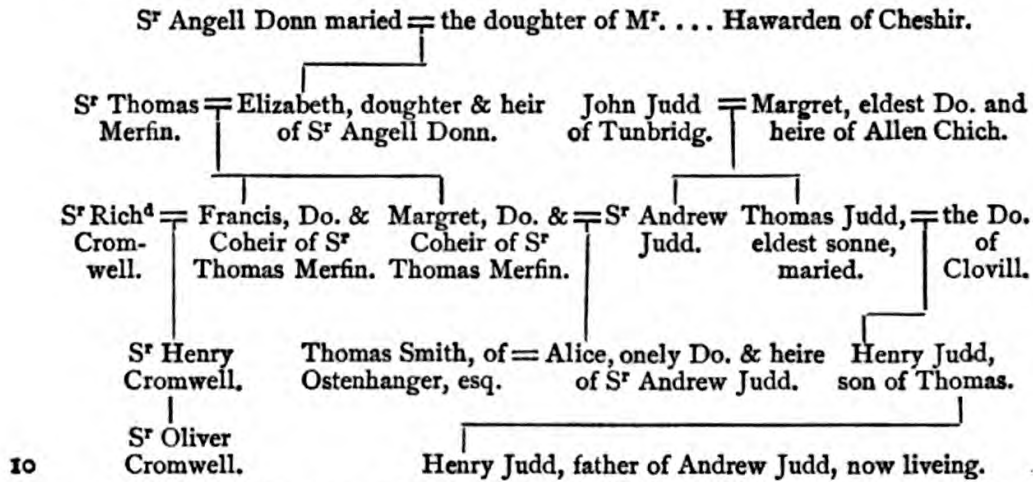 Sʳ Angell Donn maried = the doughter of Mʳ. . . . Hawarden of Cheshir.
Sʳ Thomas Merfin. = Elizabeth, doughter & heir of Sʳ Angell Donn.
John Judd of Tunbridg. = Margret, eldest Do. and heire of Allen Chich.
Sʳ Richᵈ Crom-
well. = Francis, Do. & Coheir of Sʳ Thomas Merfin.
Margret, Do. & Coheir of Sʳ Thomas Merfin. = Sʳ Andrew Judd.
Thomas Judd, eldest sonne, maried. = the Do. of Clovill.
Sʳ Henry Cromwell.
Thomas Smith, of Ostenhanger, esq. = Alice, onely Do. & heire of Sʳ Andrew Judd.
Henry Judd, son of Thomas.
Sʳ Oliver Cromwell.
10
Henry Judd, father of Andrew Judd, now liveing.